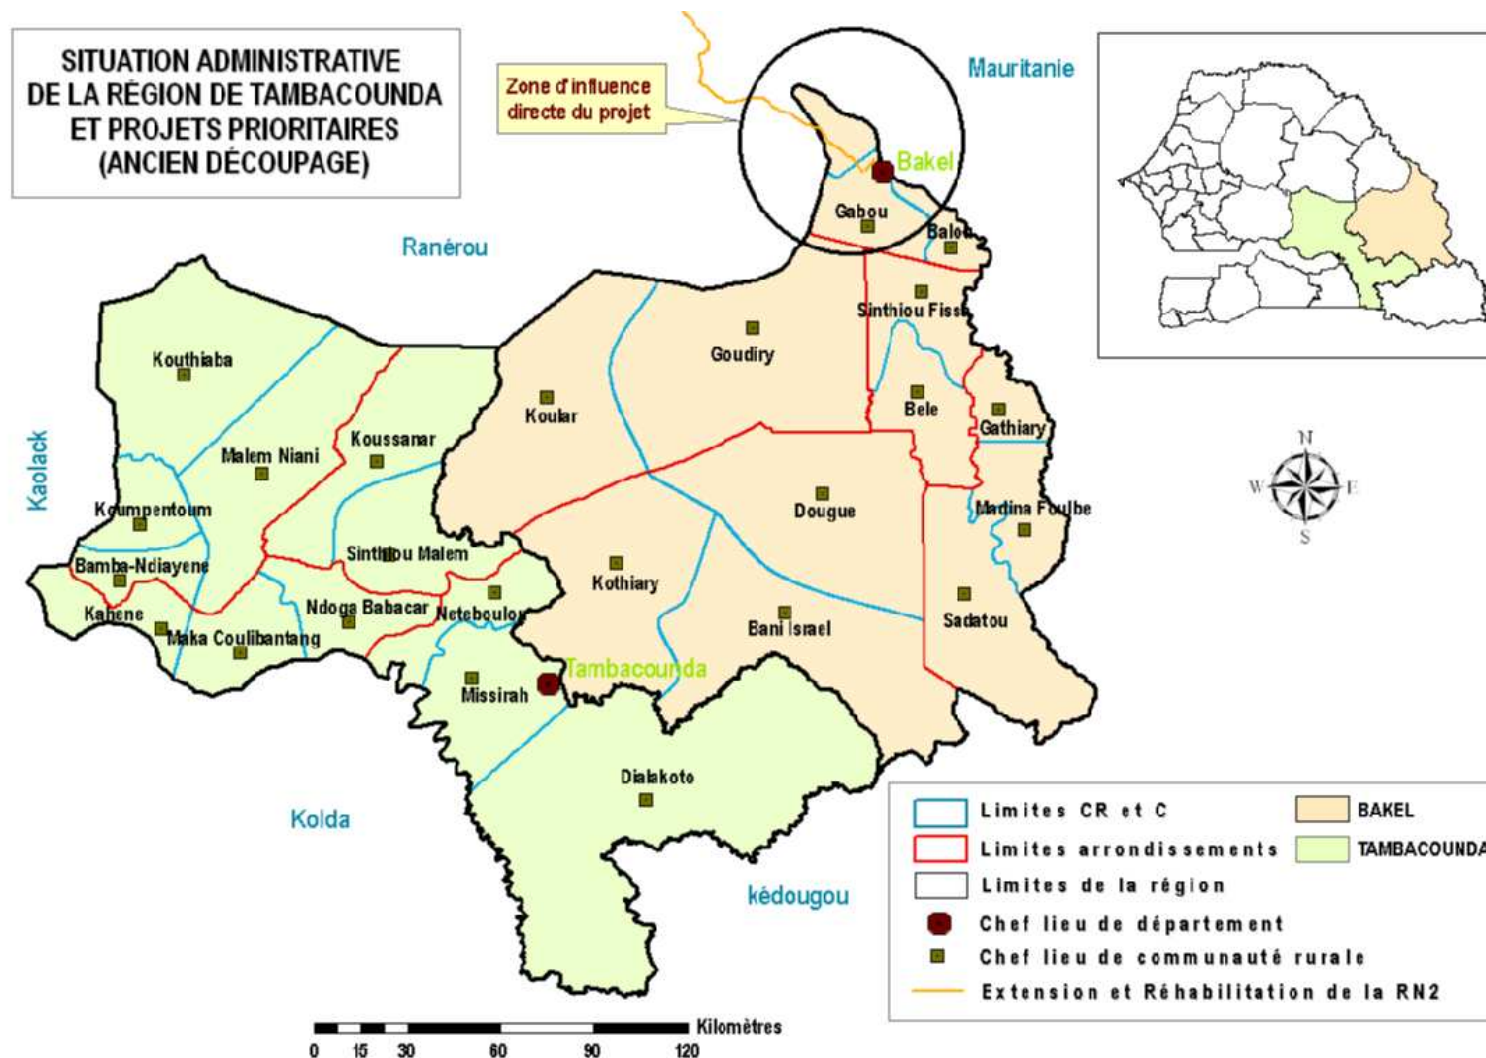 SITUATION ADMINISTRATIVE
DE LA RÉGION DE TAMBACOUNDA
ET PROJETS PRIORITAIRES
(ANCIEN DÉCOUPAGE)
Zone d'influence
directe du projet
Mauritanie
Bakel
Gabou
Balou
Ranérou
Sinthiou Fissa
Kouthiaba
Goudiry
Koular
Bele
Gathiary
Koussanar
Malem Niani
Kaolack
N
W
E
S
Koumpentoum
Dougue
Madina Foulbe
Sinthiou Malem
Bamba-Ndiayene
Kothiary
Ndoga Babacar
Neteboulou
Kahene
Maka Coulibantang
Bani Israel
Sadatou
Tambacounda
Missirah
Dialakoto
Kolda
kédougou
Limites CR et C
BAKEL
Limites arrondissements
TAMBACOUNDA
Limites de la région
Chef lieu de département
Chef lieu de communauté rurale
Extension et Réhabilitation de la RN2
Kilomètres
0 15 30 60 90 120